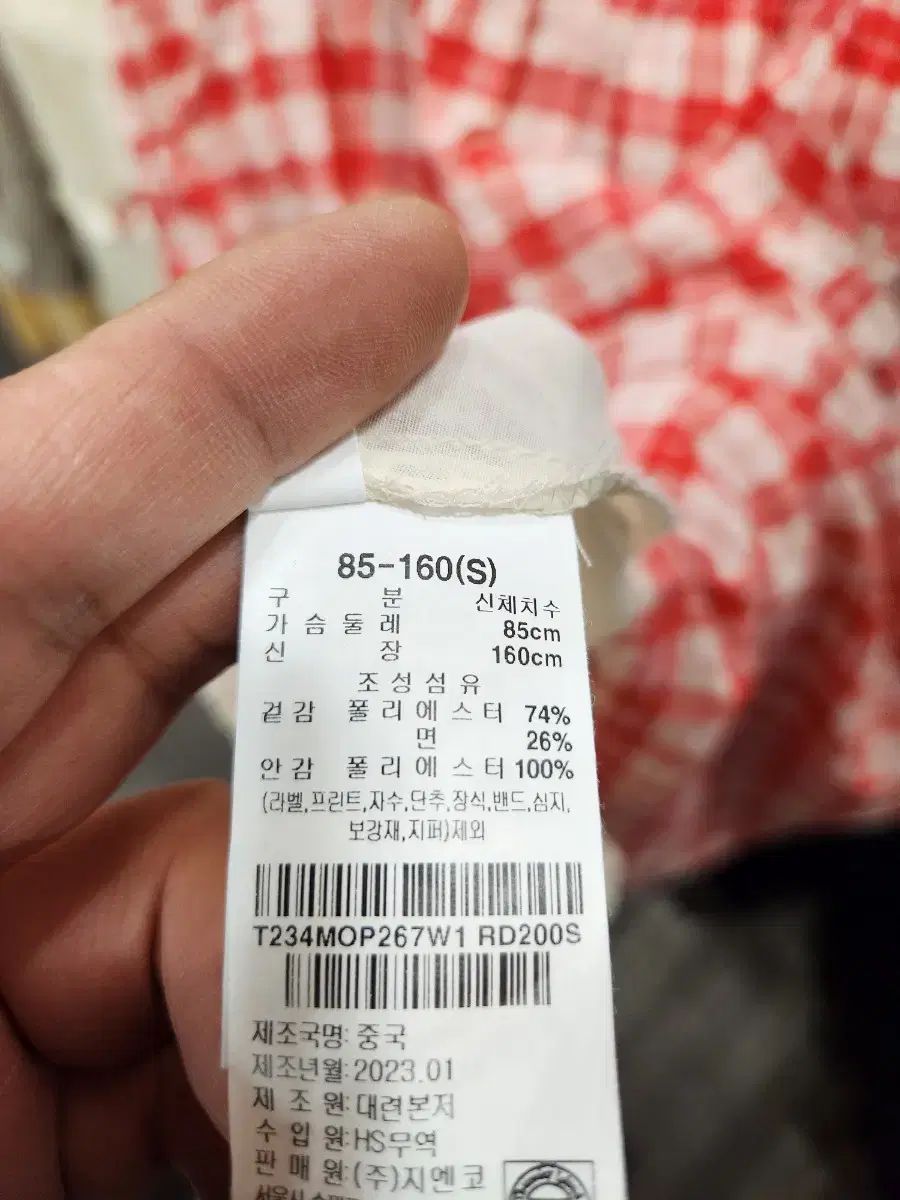 85-160(S)
구 분 신체치수
가 슴 둘 레 85cm
신 장 160cm
조 성 섬 유
겉 감 폴 리 에 스 터 74%
면 26%
안 감 폴 리 에 스 터 100%
(라벨,프린트,자수,단추,장식,밴드,심지,
보강재,지퍼)제외
T234MOP267W1 RD200S
제조국명: 중국
제조년월:2023.01
제 조 원: 대련본저
수 입 원:HS무역
판 매 원:(주)지엔코